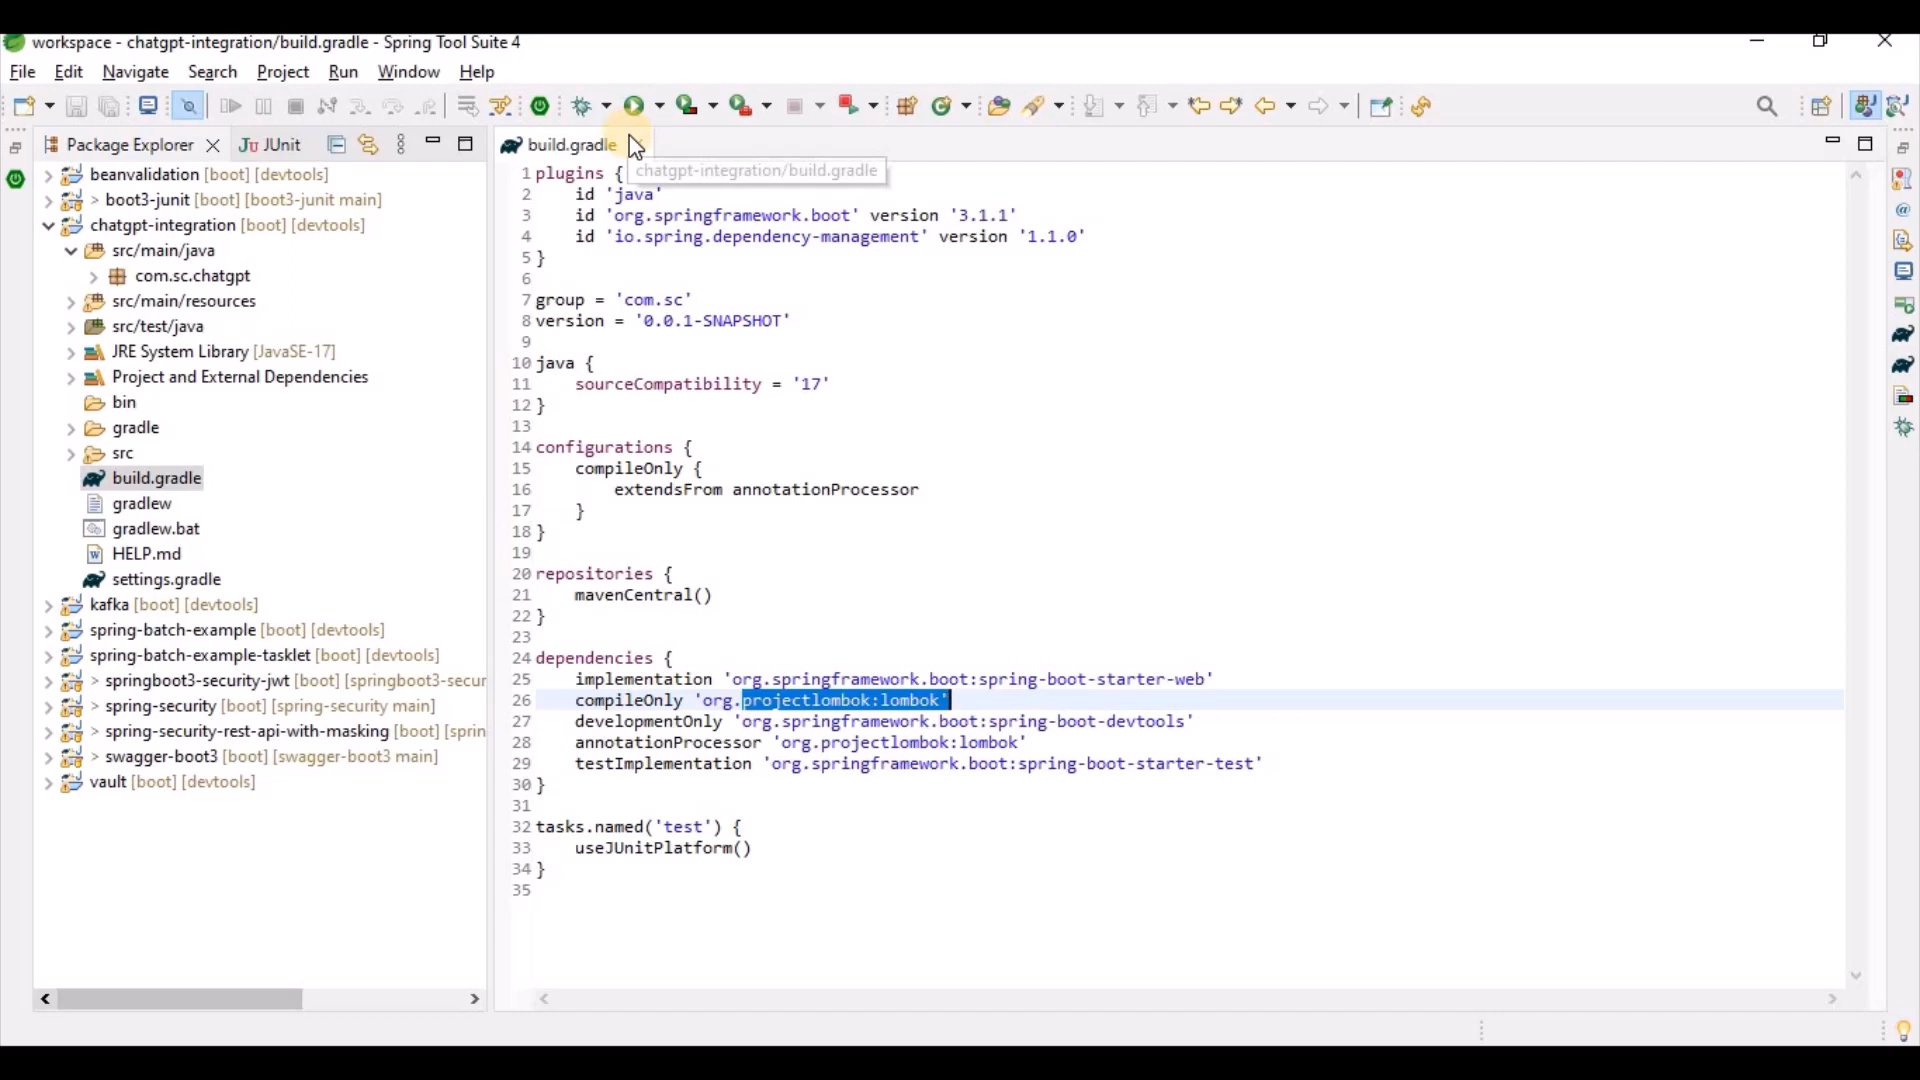 workspace - chatgpt-integration/build.gradle - Spring Tool Suite 4
File Edit Navigate Search Project Run Window Help
Package Explorer
JUnit
beanvalidation [boot] [devtools]
> boot3-junit [boot] [boot3-junit main]
chatgpt-integration [boot] [devtools]
src/main/java
com.sc.chatgpt
src/main/resources
src/test/java
JRE System Library [JavaSE-17]
Project and External Dependencies
bin
gradle
src
build.gradle
gradlew
gradlew.bat
HELP.md
settings.gradle
kafka [boot] [devtools]
spring-batch-example [boot] [devtools]
spring-batch-example-tasklet [boot] [devtools]
> springboot3-security-jwt [boot] [springboot3-secur
> spring-security [boot] [spring-security main]
> spring-security-rest-api-with-masking [boot] [sprin
> swagger-boot3 [boot] [swagger-boot3 main]
vault [boot] [devtools]
build.gradle
chatgpt-integration/build.gradle
1 plugins {
2 id 'java'
3 id 'org.springframework.boot' version '3.1.1'
4 id 'io.spring.dependency-management' version '1.1.0'
5 }
6
7 group = 'com.sc'
8 version = '0.0.1-SNAPSHOT'
9
10 java {
11 sourceCompatibility = '17'
12 }
13
14 configurations {
15 compileOnly {
16 extendsFrom annotationProcessor
17 }
18 }
19
20 repositories {
21 mavenCentral()
22 }
23
24 dependencies {
25 implementation 'org.springframework.boot:spring-boot-starter-web'
26 compileOnly 'org.projectlombok:lombok'
27 developmentOnly 'org.springframework.boot:spring-boot-devtools'
28 annotationProcessor 'org.projectlombok:lombok'
29 testImplementation 'org.springframework.boot:spring-boot-starter-test'
30 }
31
32 tasks.named('test') {
33 useJUnitPlatform()
34 }
35